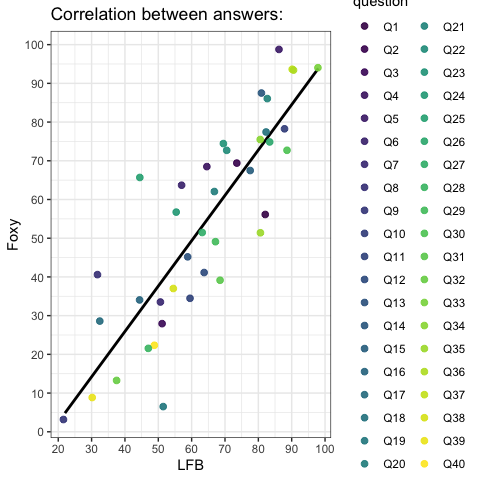 Correlation between answers:
question
100
90
80
70
60
50
40
30
20
10
0
Foxy
20 30 40 50 60 70 80 90 100
LFB
Q1 Q21
Q2 Q22
Q3 Q23
Q4 Q24
Q5 Q25
Q6 Q26
Q7 Q27
Q8 Q28
Q9 Q29
Q10 Q30
Q11 Q31
Q12 Q32
Q13 Q33
Q14 Q34
Q15 Q35
Q16 Q36
Q17 Q37
Q18 Q38
Q19 Q39
Q20 Q40